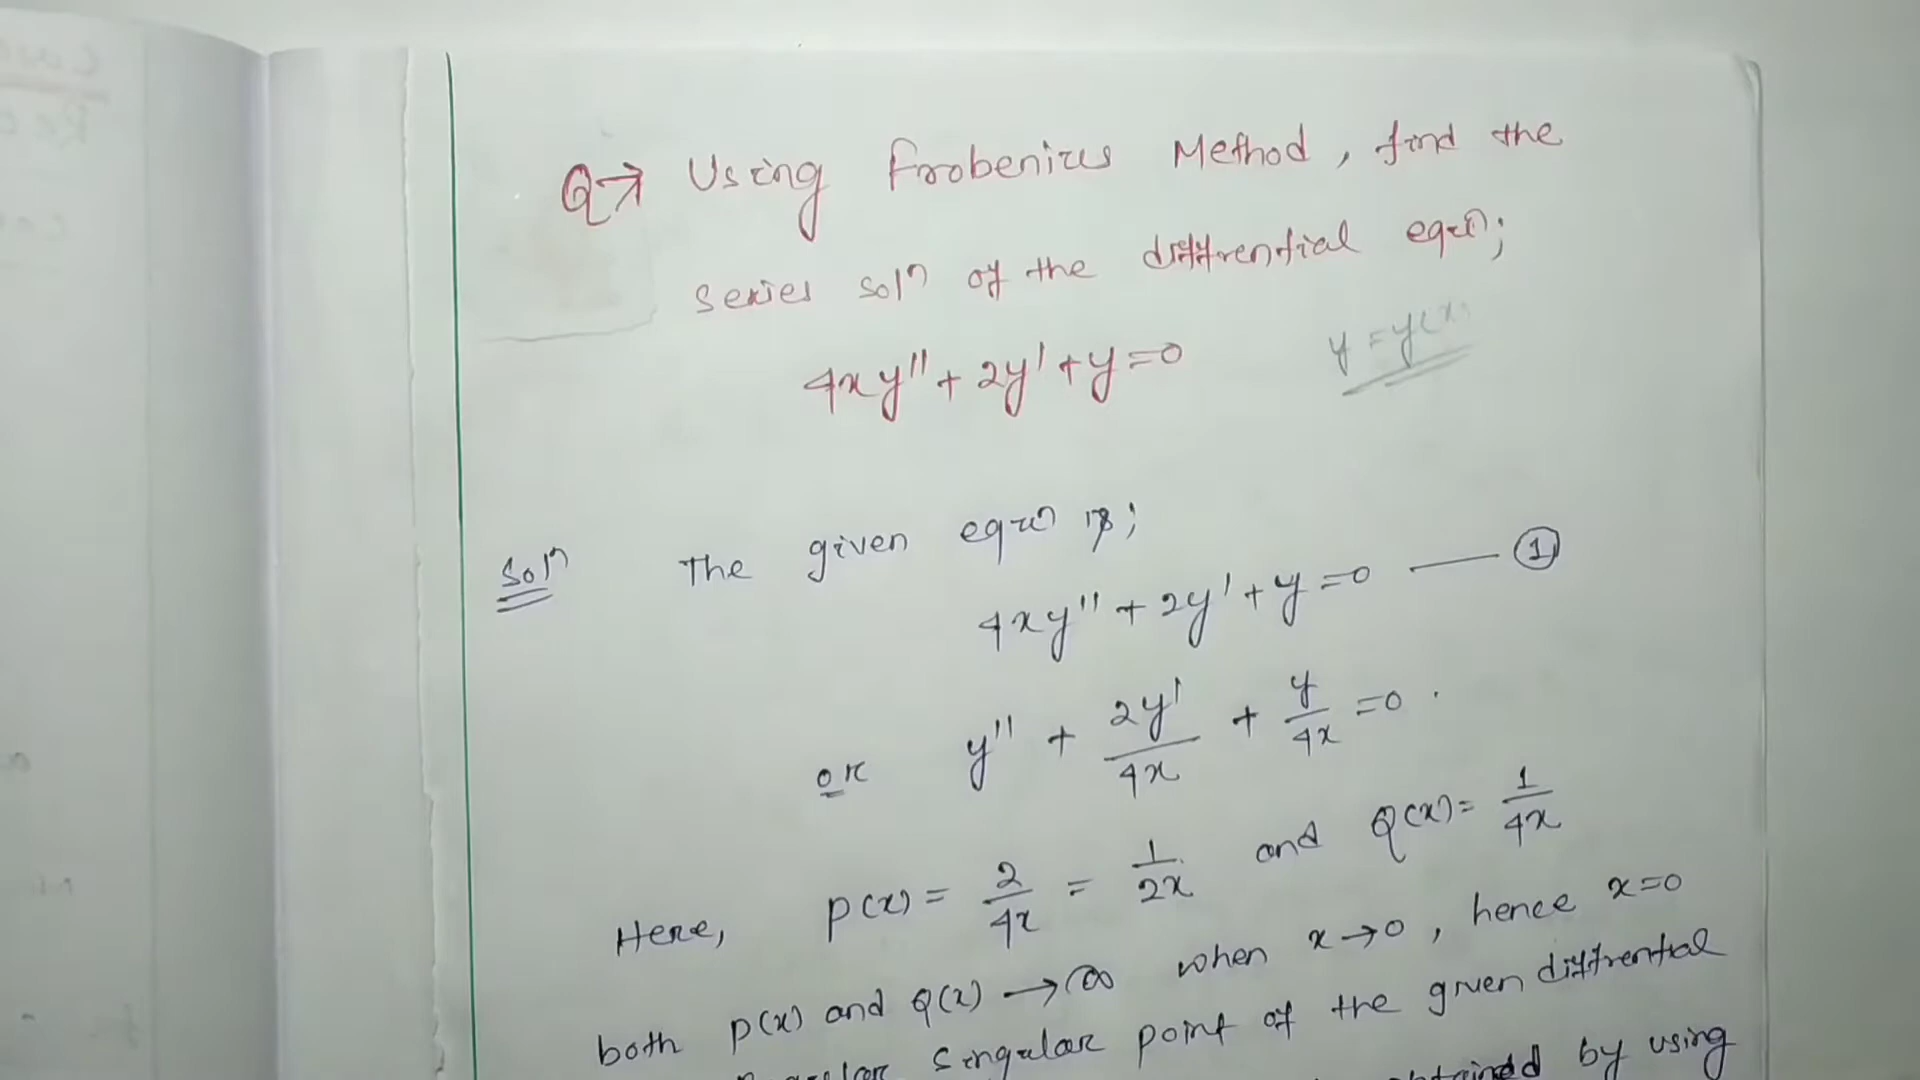 Q→ Using Frobenius Method, find the
series solⁿ of the diffrential eqn;
4xy'' + 2y' + y = 0
y = y(x)
Solⁿ The given eqn is;
4xy'' + 2y' + y = 0 —— ①
or y'' + 2y'/4x + y/4x = 0 .
Here, P(x) = 2/4x = 1/2x and Q(x) = 1/4x
both P(x) and Q(x) → ∞ when x → 0, hence x = 0
singular point of the given diffrential
by using